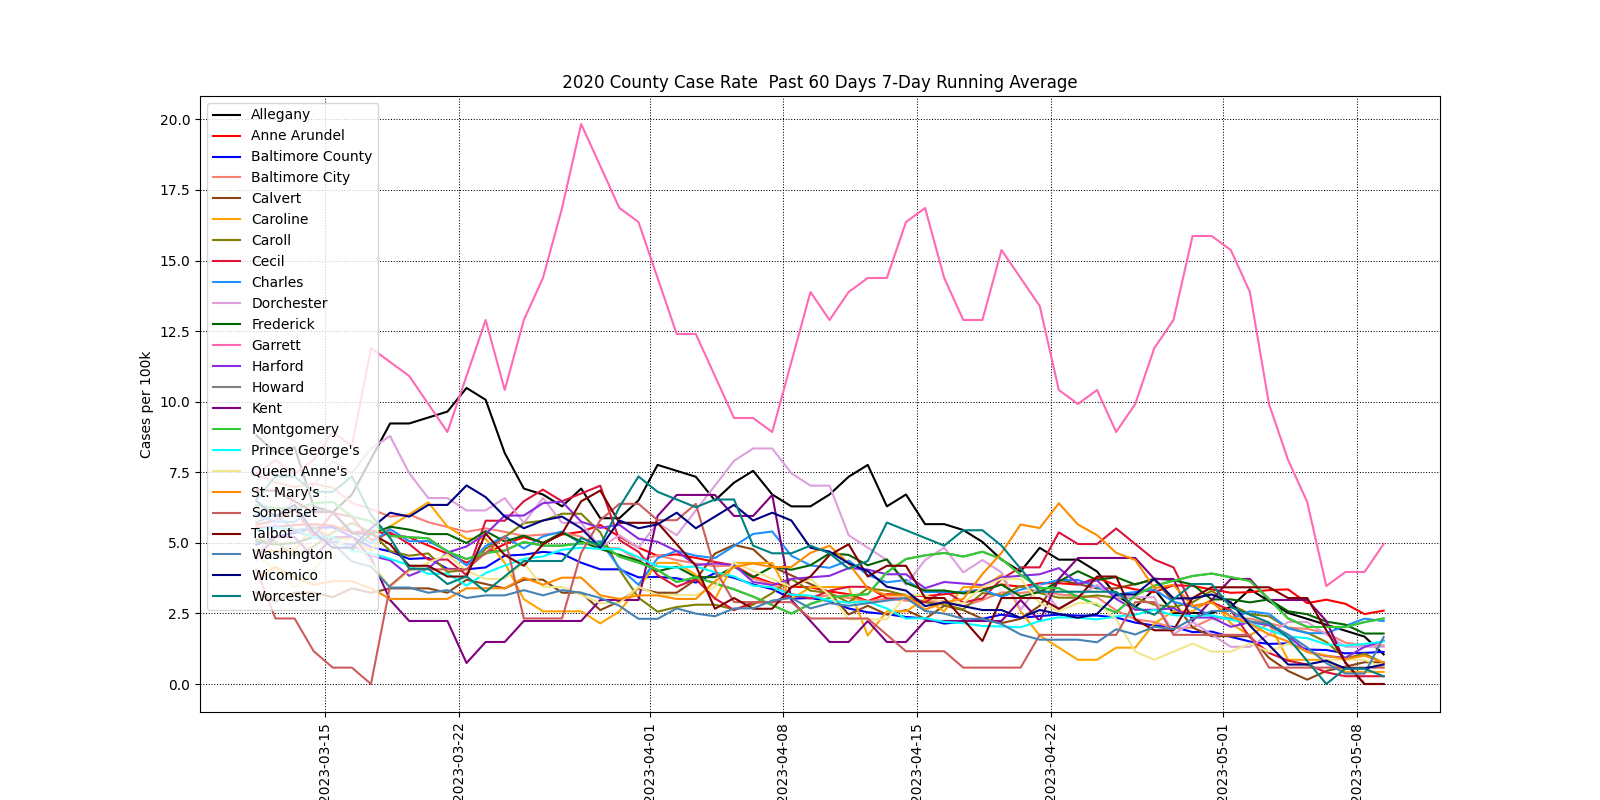 2020 County Case Rate  Past 60 Days 7-Day Running Average
Cases per 100k
20.0
17.5
15.0
12.5
10.0
7.5
5.0
2.5
0.0
Allegany
Anne Arundel
Baltimore County
Baltimore City
Calvert
Caroline
Caroll
Cecil
Charles
Dorchester
Frederick
Garrett
Harford
Howard
Kent
Montgomery
Prince George's
Queen Anne's
St. Mary's
Somerset
Talbot
Washington
Wicomico
Worcester
2023-03-15
2023-03-22
2023-04-01
2023-04-08
2023-04-15
2023-04-22
2023-05-01
2023-05-08